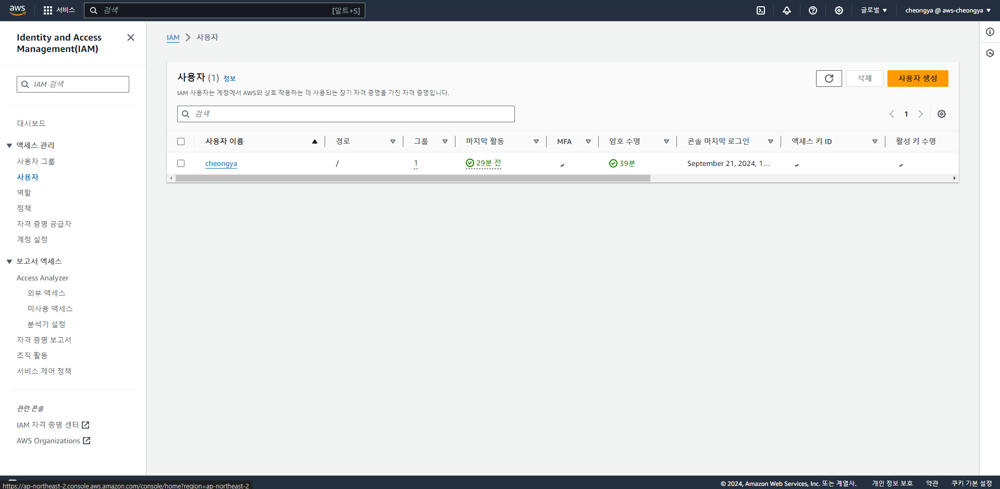 aws
서비스
검색
[알트+S]
글로벌
cheongya @ aws-cheongya
Identity and Access
Management(IAM)
IAM 검색
대시보드
액세스 관리
사용자 그룹
사용자
역할
정책
자격 증명 공급자
계정 설정
보고서 액세스
Access Analyzer
외부 액세스
미사용 액세스
분석기 설정
자격 증명 보고서
조직 활동
서비스 제어 정책
관련 콘솔
IAM 자격 증명 센터
AWS Organizations
IAM 사용자
사용자 (1) 정보
삭제
사용자 생성
IAM 사용자는 계정에서 AWS와 상호 작용하는 데 사용되는 장기 자격 증명을 가진 자격 증명입니다.
검색
1
사용자 이름 경로 그룹 마지막 활동 MFA 암호 수명 콘솔 마지막 로그인 액세스 키 ID 활성 키 수명
cheongya / 1 29분 전 - 39분 September 21, 2024, 1... - -
https://ap-northeast-2.console.aws.amazon.com/console/home?region=ap-northeast-2
© 2024, Amazon Web Services, Inc. 또는 계열사. 개인 정보 보호 약관 쿠키 기본 설정